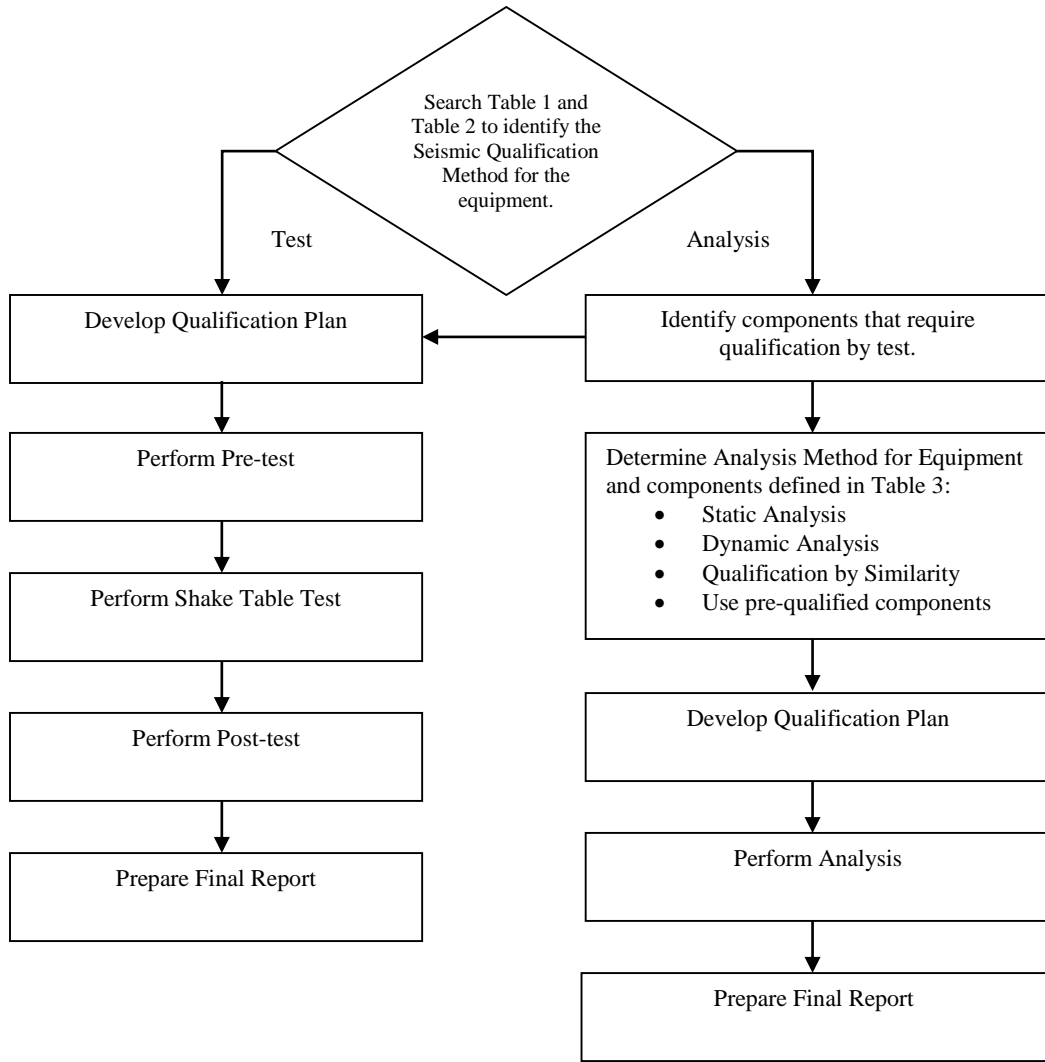 Search Table 1 and
Table 2 to identify the
Seismic Qualification
Method for the
equipment.
Test
Analysis
Develop Qualification Plan
Identify components that require
qualification by test.
Perform Pre-test
Determine Analysis Method for Equipment
and components defined in Table 3:
• Static Analysis
• Dynamic Analysis
• Qualification by Similarity
• Use pre-qualified components
Perform Shake Table Test
Develop Qualification Plan
Perform Post-test
Perform Analysis
Prepare Final Report
Prepare Final Report